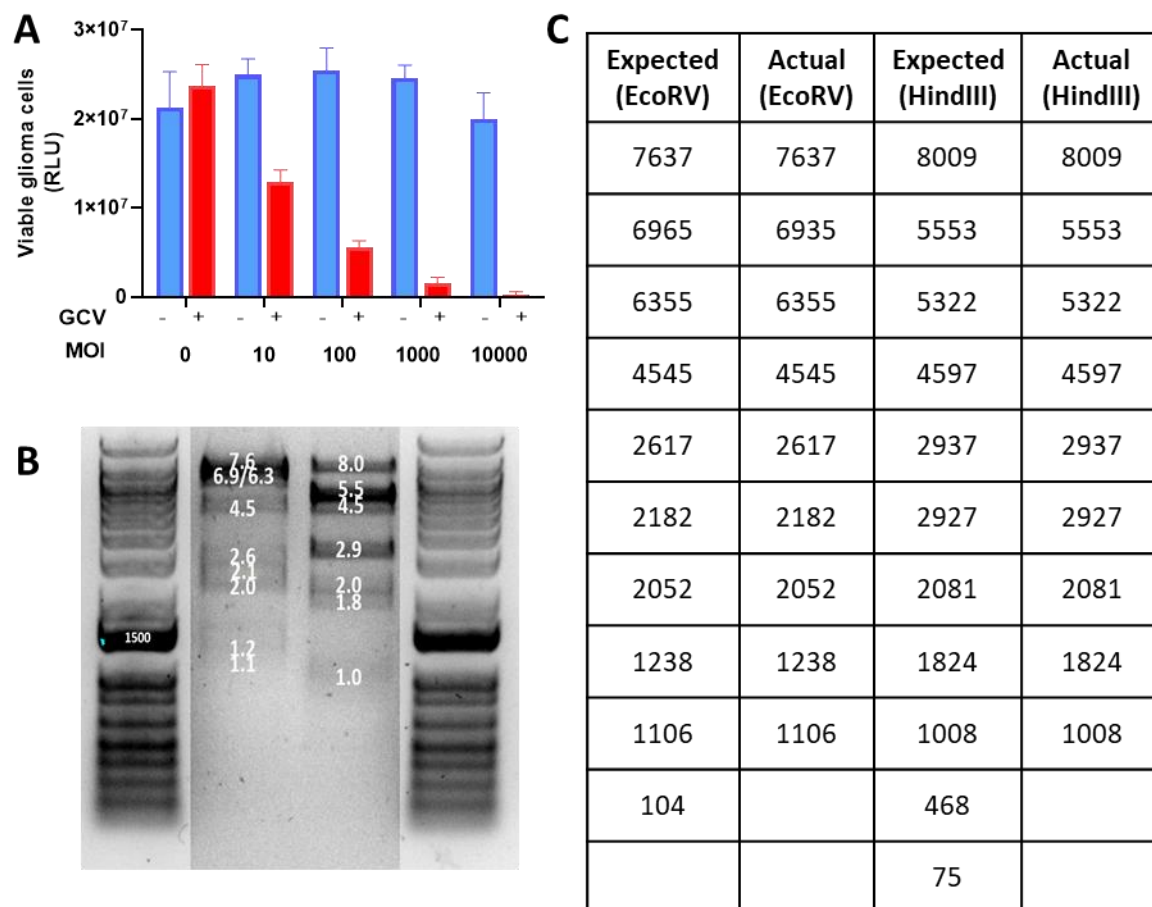 A
3×10⁷
2×10⁷
1×10⁷
0
Viable glioma cells
(RLU)
GCV - + - + - + - + - +
MOI 0 10 100 1000 10000
B
1500
7.6
6.9/6.3
4.5
2.6
2.1
2.0
1.2
1.1
8.0
5.5
4.5
2.9
2.0
1.8
1.0
C
Expected (EcoRV) Actual (EcoRV) Expected (HindIII) Actual (HindIII)
7637 7637 8009 8009
6965 6935 5553 5553
6355 6355 5322 5322
4545 4545 4597 4597
2617 2617 2937 2937
2182 2182 2927 2927
2052 2052 2081 2081
1238 1238 1824 1824
1106 1106 1008 1008
104 468
75